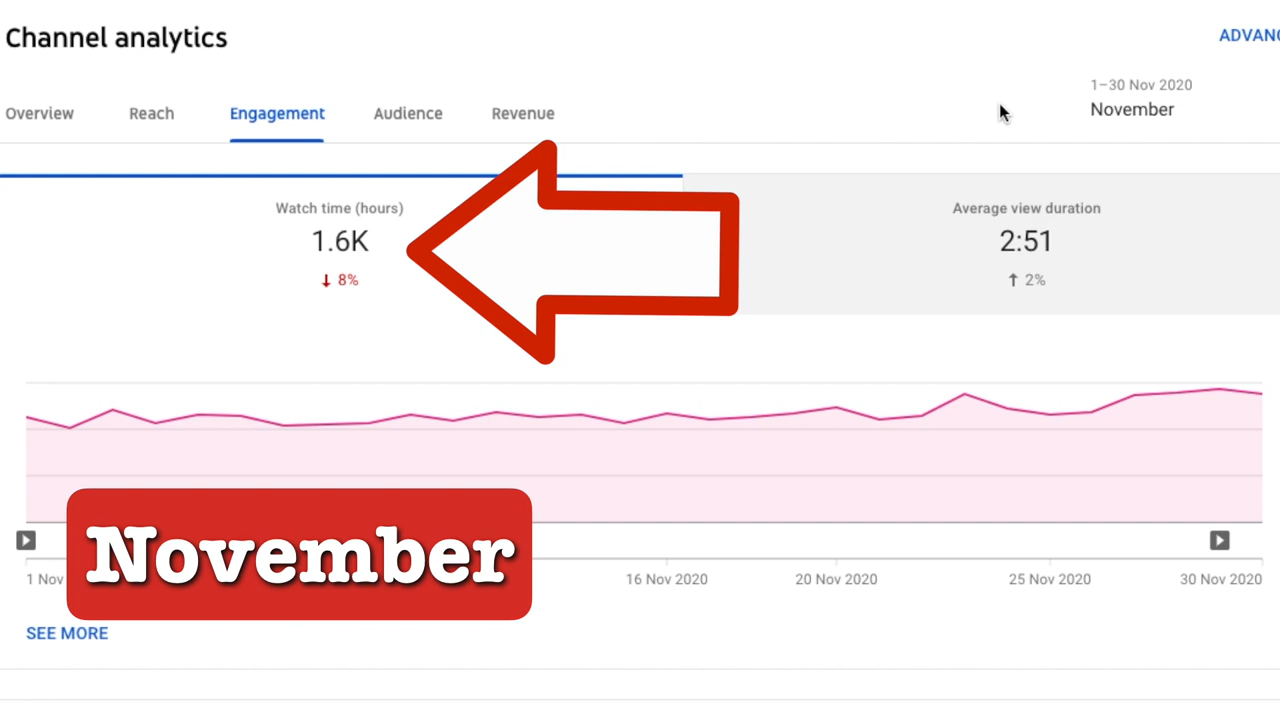 Channel analytics
ADVANC
1–30 Nov 2020
November
Overview Reach Engagement Audience Revenue
Watch time (hours)
1.6K
↓ 8%
Average view duration
2:51
↑ 2%
November
1 Nov 16 Nov 2020 20 Nov 2020 25 Nov 2020 30 Nov 2020
SEE MORE